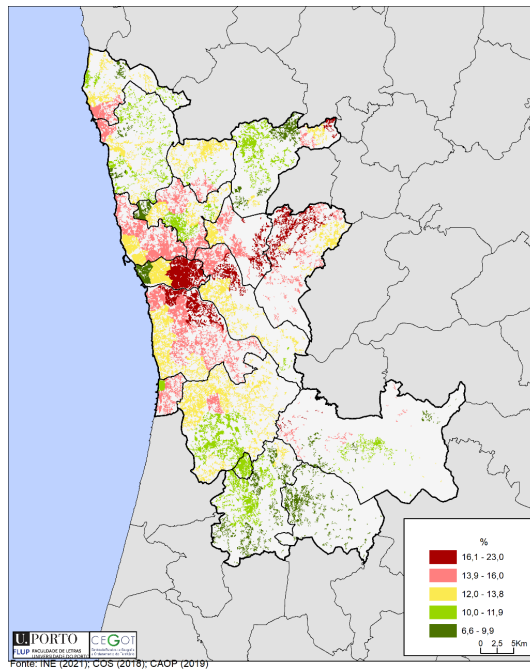 %
16,1 - 23,0
13,9 - 16,0
12,0 - 13,8
10,0 - 11,9
6,6 - 9,9
0 2,5 5Km
U.PORTO
FLUP FACULDADE DE LETRAS
UNIVERSIDADE DO PORTO
CEGOT
Fonte: INE (2021); COS (2018); CAOP (2019)